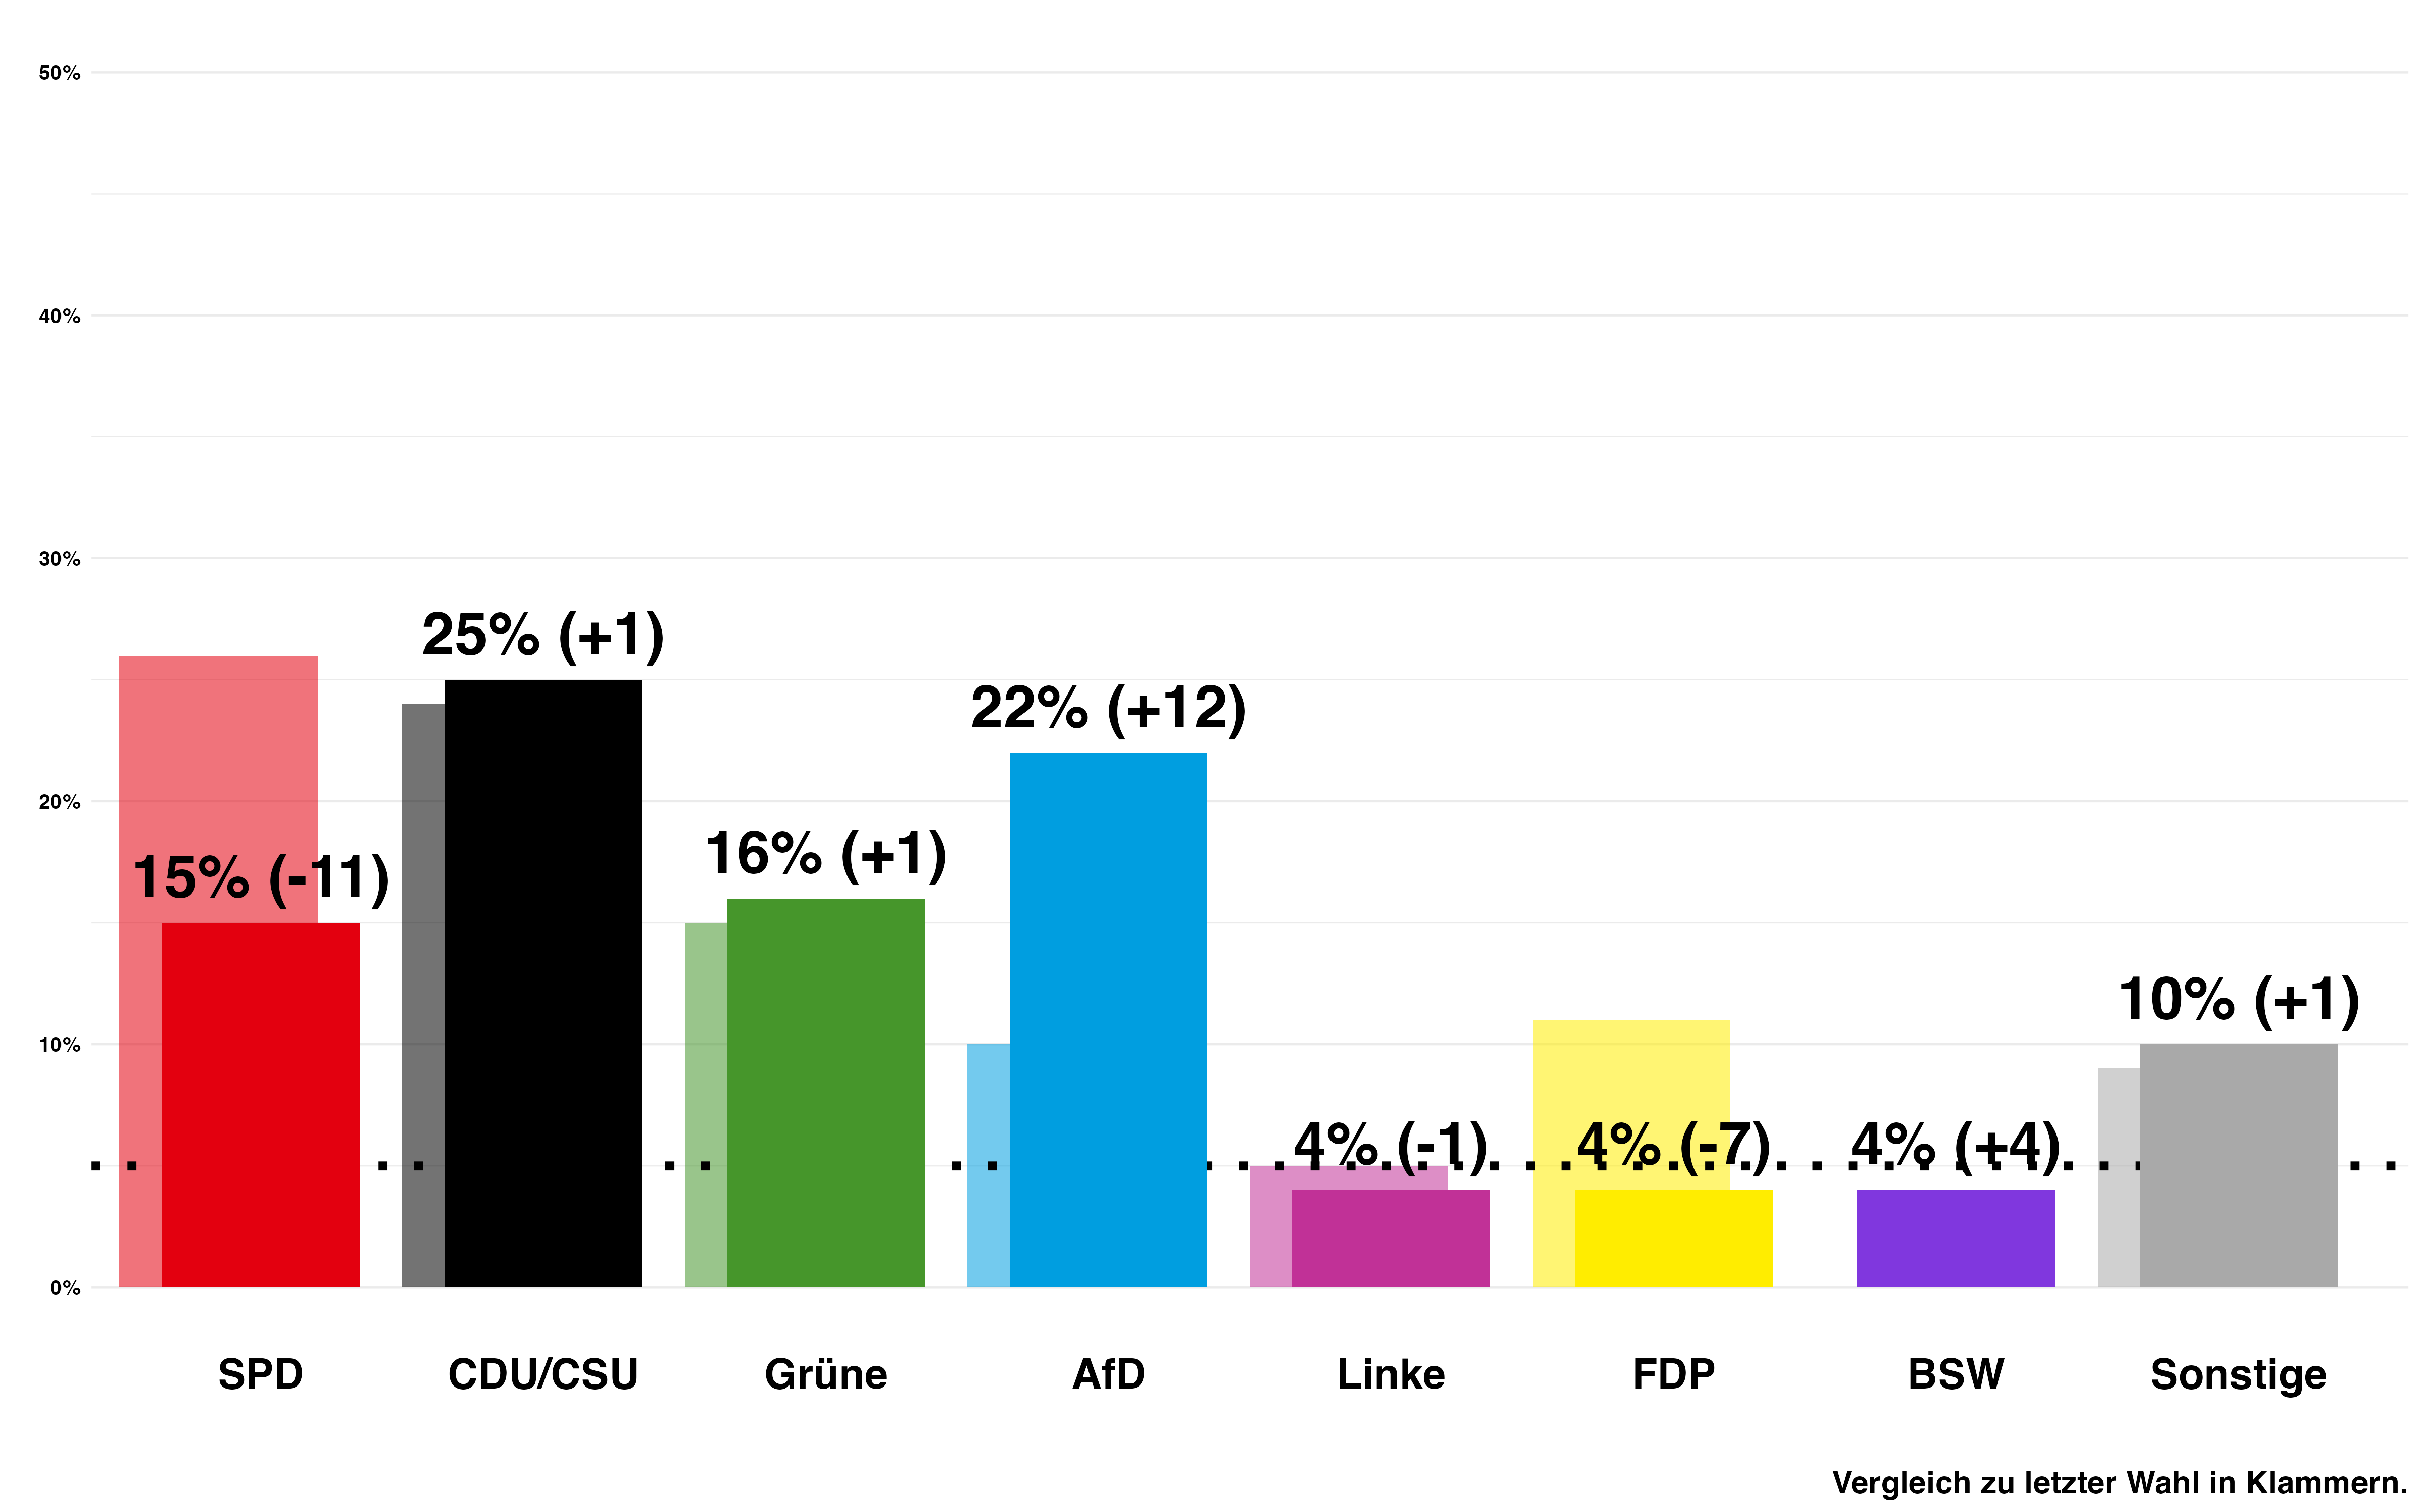 50%
40%
30%
20%
10%
0%
15% (-11)
25% (+1)
16% (+1)
22% (+12)
4% (-1)
4% (-7)
4% (+4)
10% (+1)
SPD
CDU/CSU
Grüne
AfD
Linke
FDP
BSW
Sonstige
Vergleich zu letzter Wahl in Klammern.